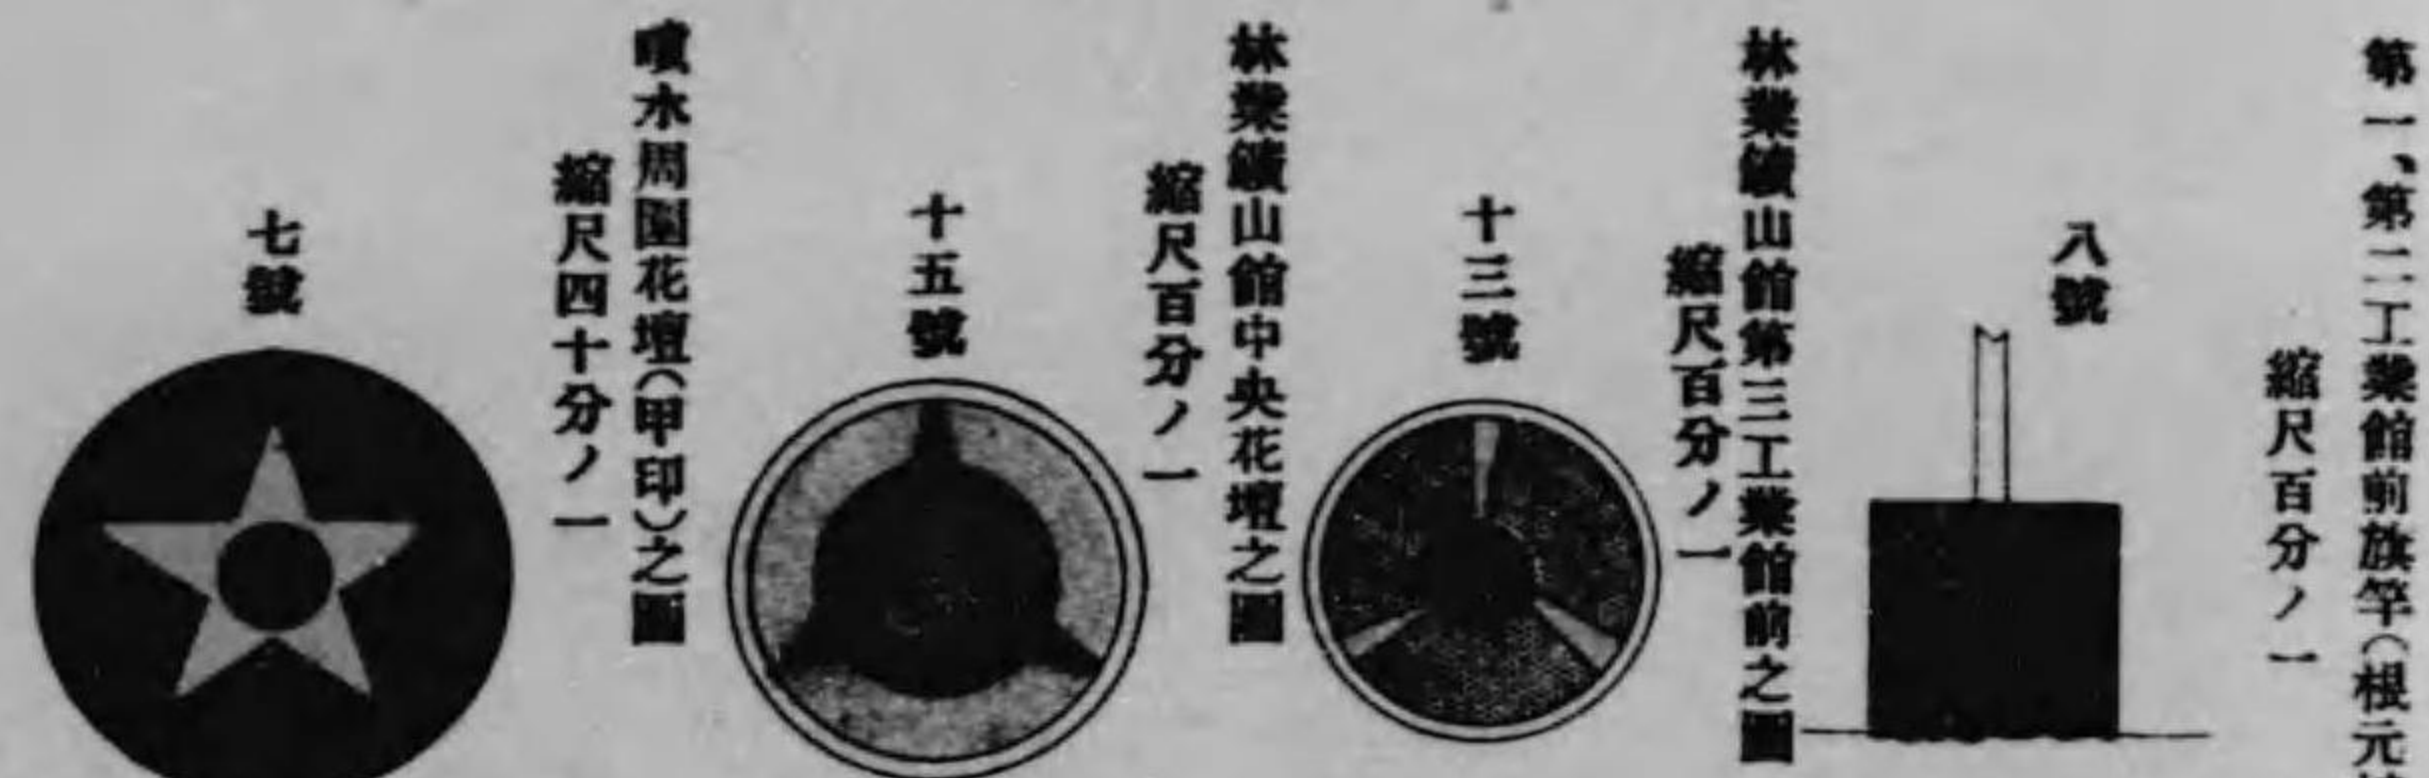 第一、第二工業館前旗竿(根元
縮尺百分ノ一
八號
林業鑛山館第三工業館前之圖
縮尺百分ノ一
十三號
林業鑛山館中央花壇之圖
縮尺百分ノ一
十五號
噴水周圍花壇(甲印)之圖
縮尺四十分ノ一
七號